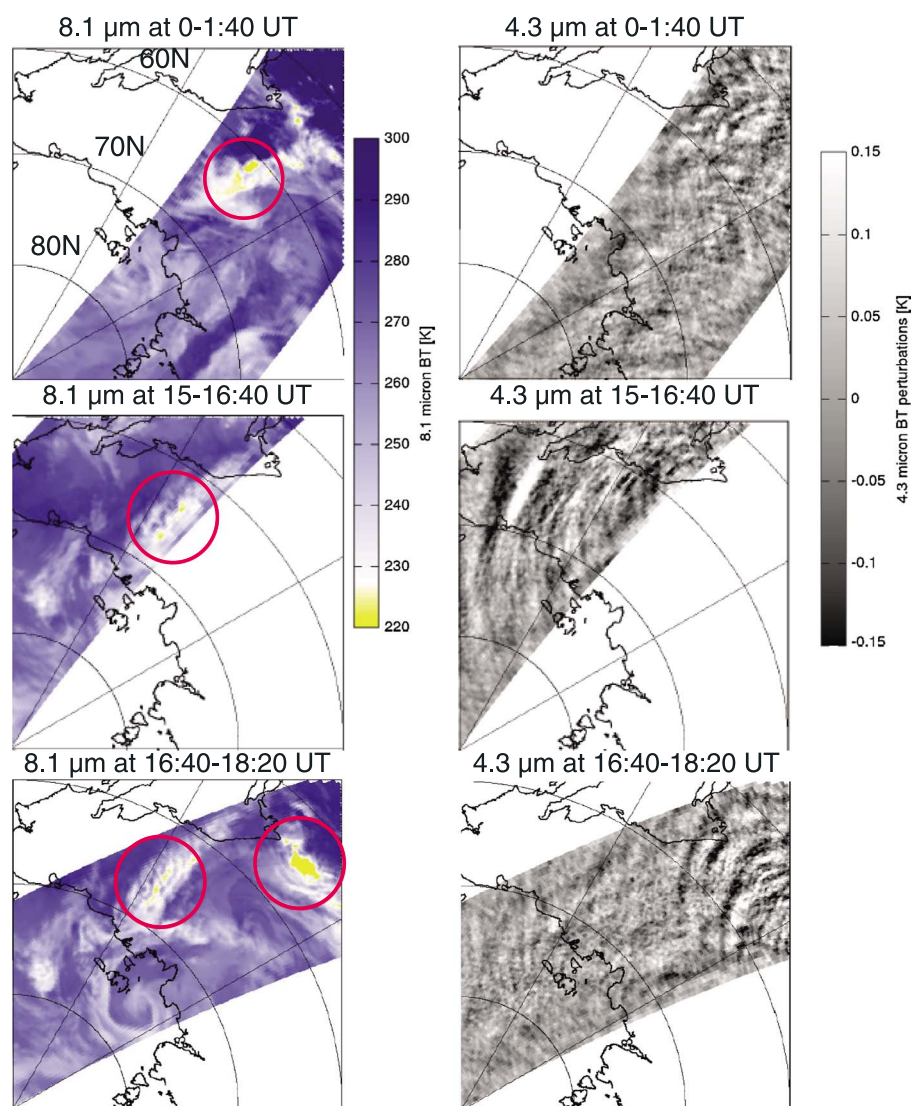 8.1 µm at 0-1:40 UT
4.3 µm at 0-1:40 UT
60N
70N
80N
300
290
280
270
260
250
240
230
220
8.1 micron BT [K]
0.15
0.1
0.05
0
-0.05
-0.1
-0.15
4.3 micron BT perturbations [K]
8.1 µm at 15-16:40 UT
4.3 µm at 15-16:40 UT
8.1 µm at 16:40-18:20 UT
4.3 µm at 16:40-18:20 UT